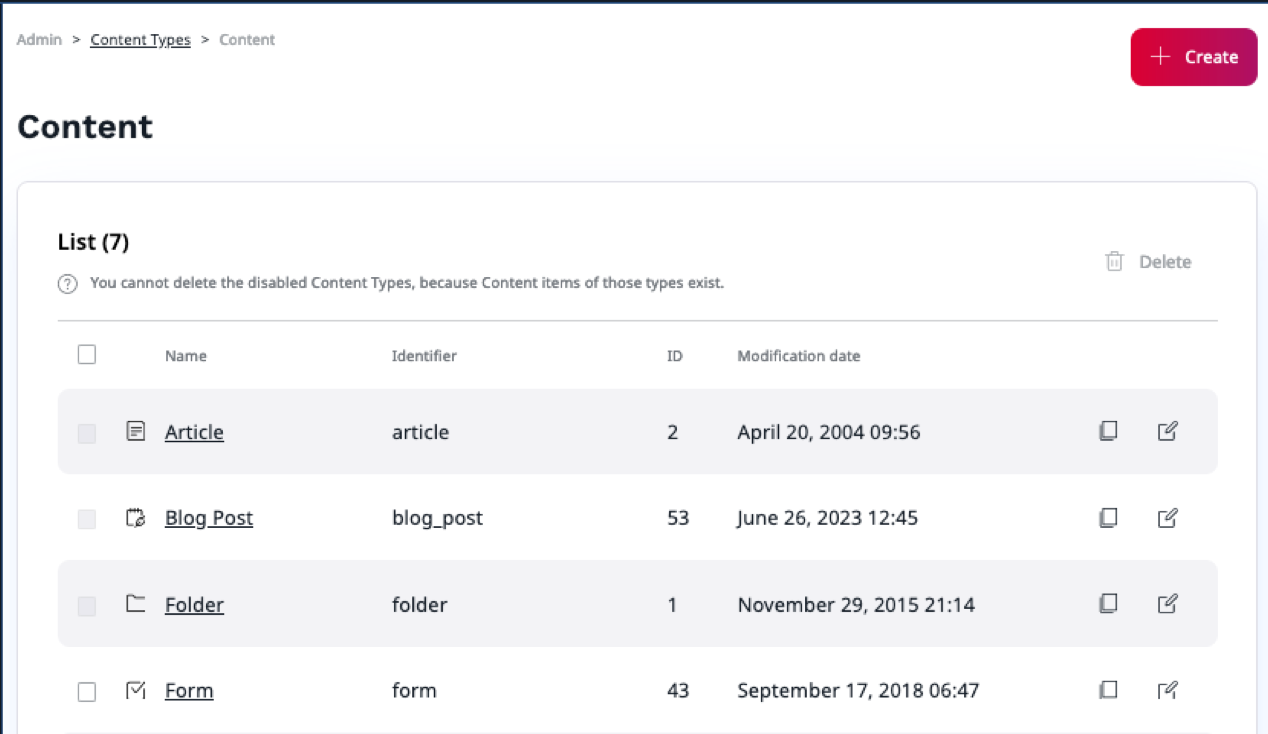 Admin > Content Types > Content
Create
Content
List (7)
Delete
? You cannot delete the disabled Content Types, because Content items of those types exist.
Name Identifier ID Modification date
Article article 2 April 20, 2004 09:56
Blog Post blog_post 53 June 26, 2023 12:45
Folder folder 1 November 29, 2015 21:14
Form form 43 September 17, 2018 06:47